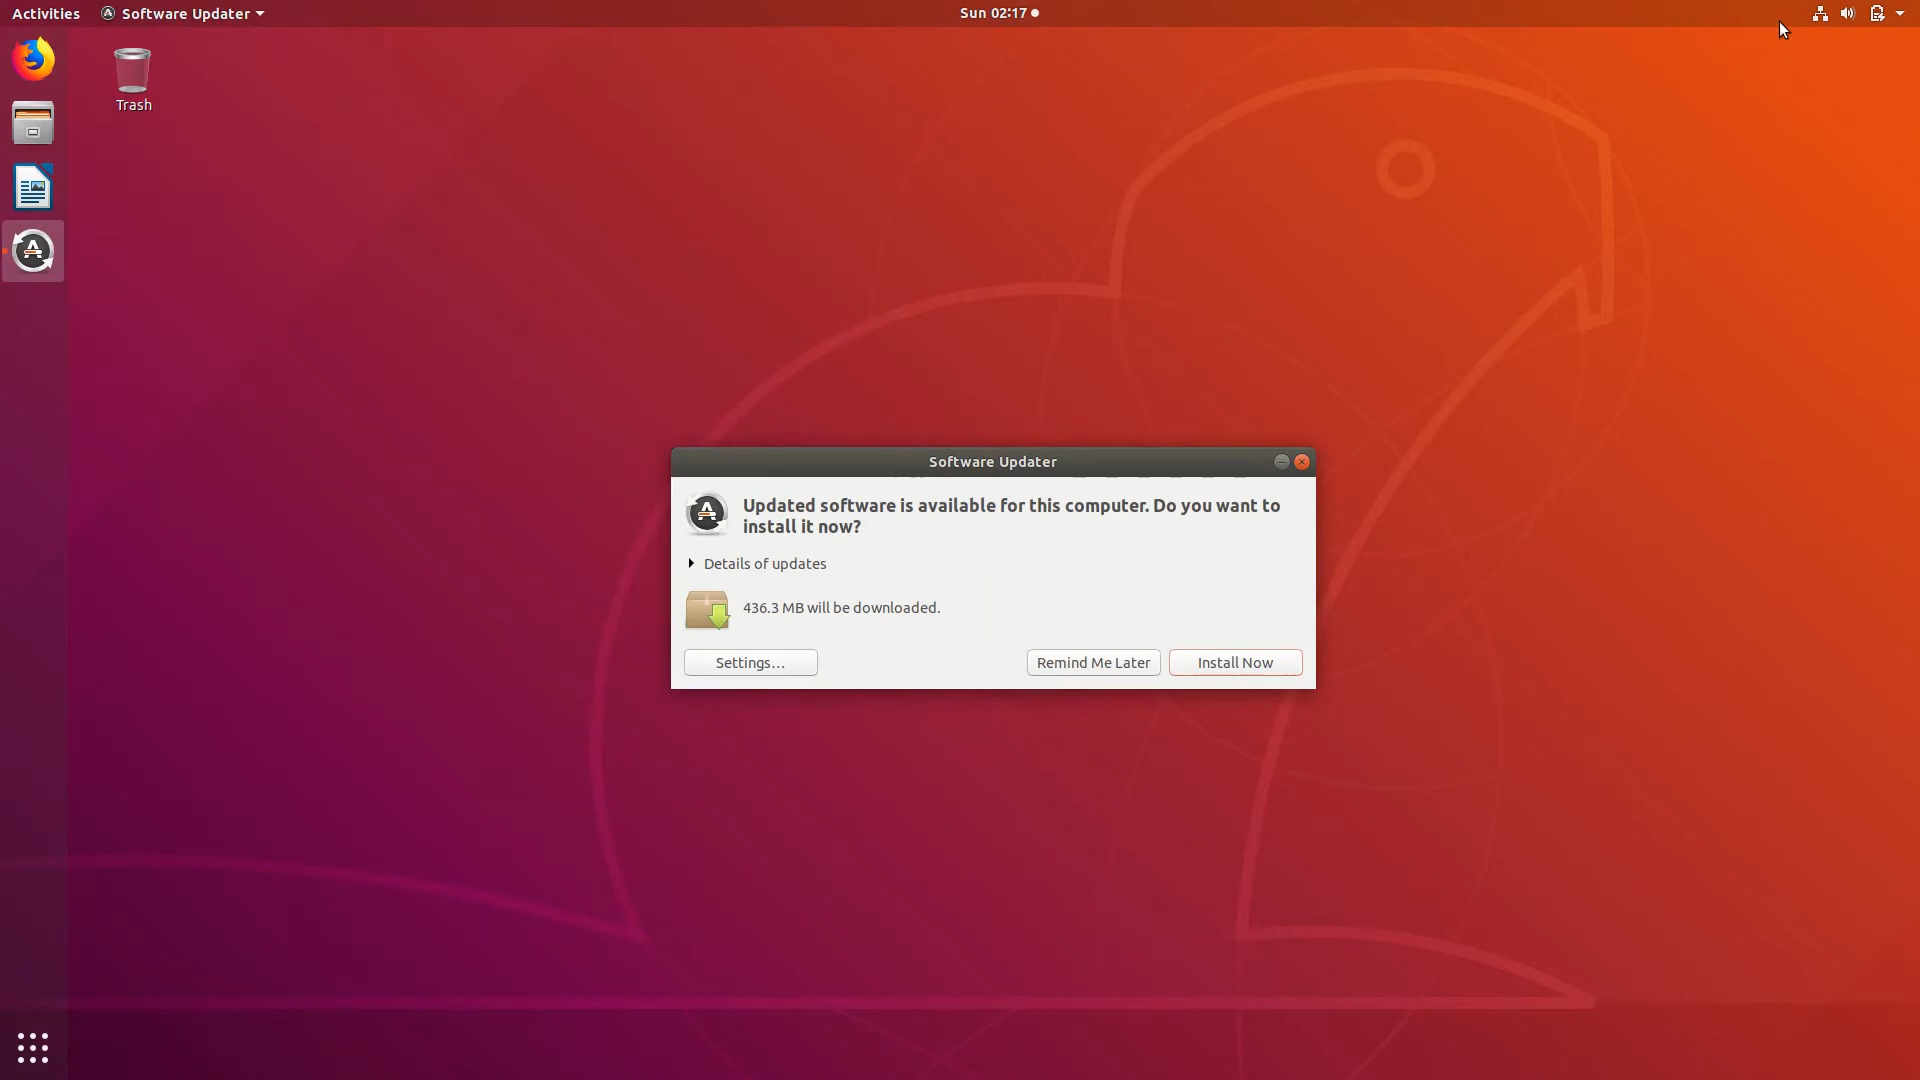 Activities
Software Updater
Sun 02:17
Trash
Software Updater
Updated software is available for this computer. Do you want to
install it now?
Details of updates
436.3 MB will be downloaded.
Settings…
Remind Me Later
Install Now